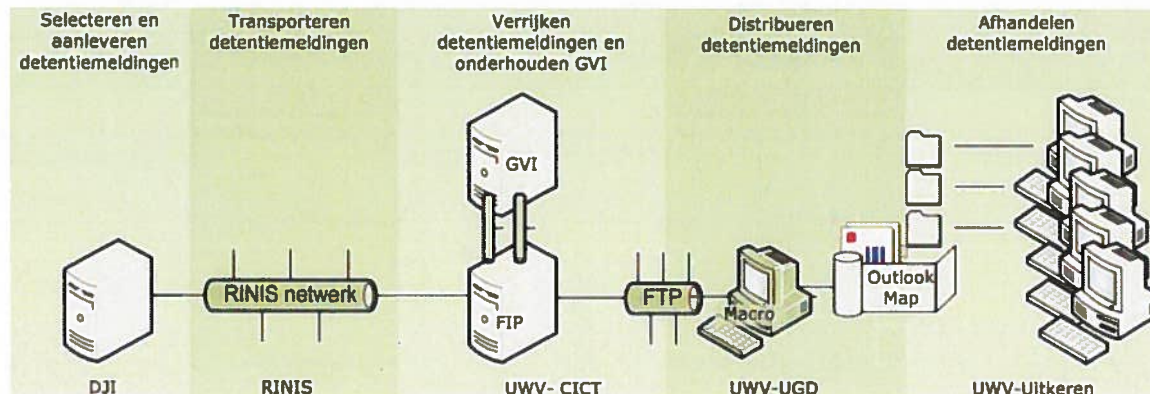 Selecteren en
aanleveren
detentiemeldingen
Transporteren
detentiemeldingen
Verrijken
detentiemeldingen en
onderhouden GVI
Distribueren
detentiemeldingen
Afhandelen
detentiemeldingen
GVI
RINIS netwerk
FIP
FTP
Macro
Outlook
Map
DJI
RINIS
UWV- CICT
UWV-UGD
UWV-Uitkeren